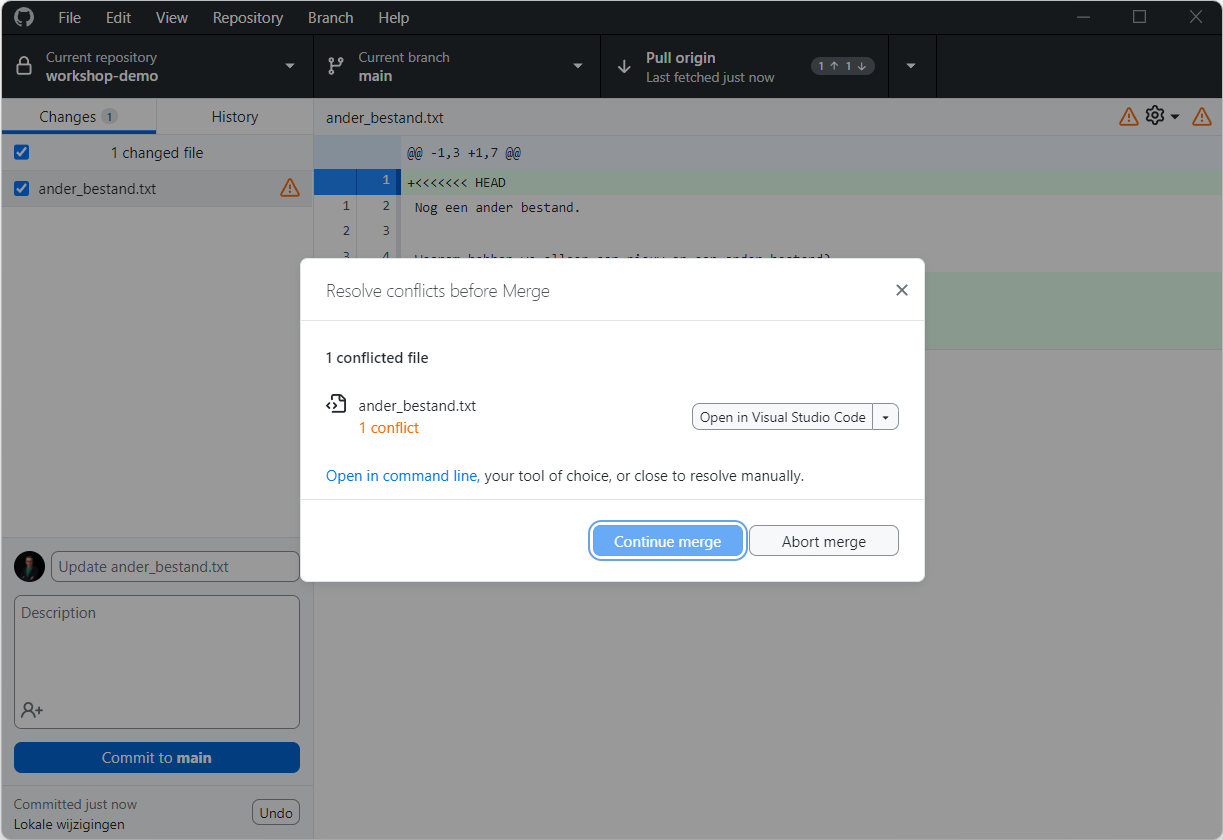 File Edit View Repository Branch Help
Current repository
workshop-demo
Current branch
main
Pull origin
Last fetched just now
1 ↑ 1 ↓
Changes 1
History
ander_bestand.txt
1 changed file
@@ -1,3 +1,7 @@
ander_bestand.txt
1 +<<<<<<< HEAD
1 2 Nog een ander bestand.
2 3
3 4
Resolve conflicts before Merge
1 conflicted file
ander_bestand.txt
1 conflict
Open in Visual Studio Code
Open in command line, your tool of choice, or close to resolve manually.
Continue merge
Abort merge
Update ander_bestand.txt
Description
Commit to main
Committed just now
Lokale wijzigingen
Undo